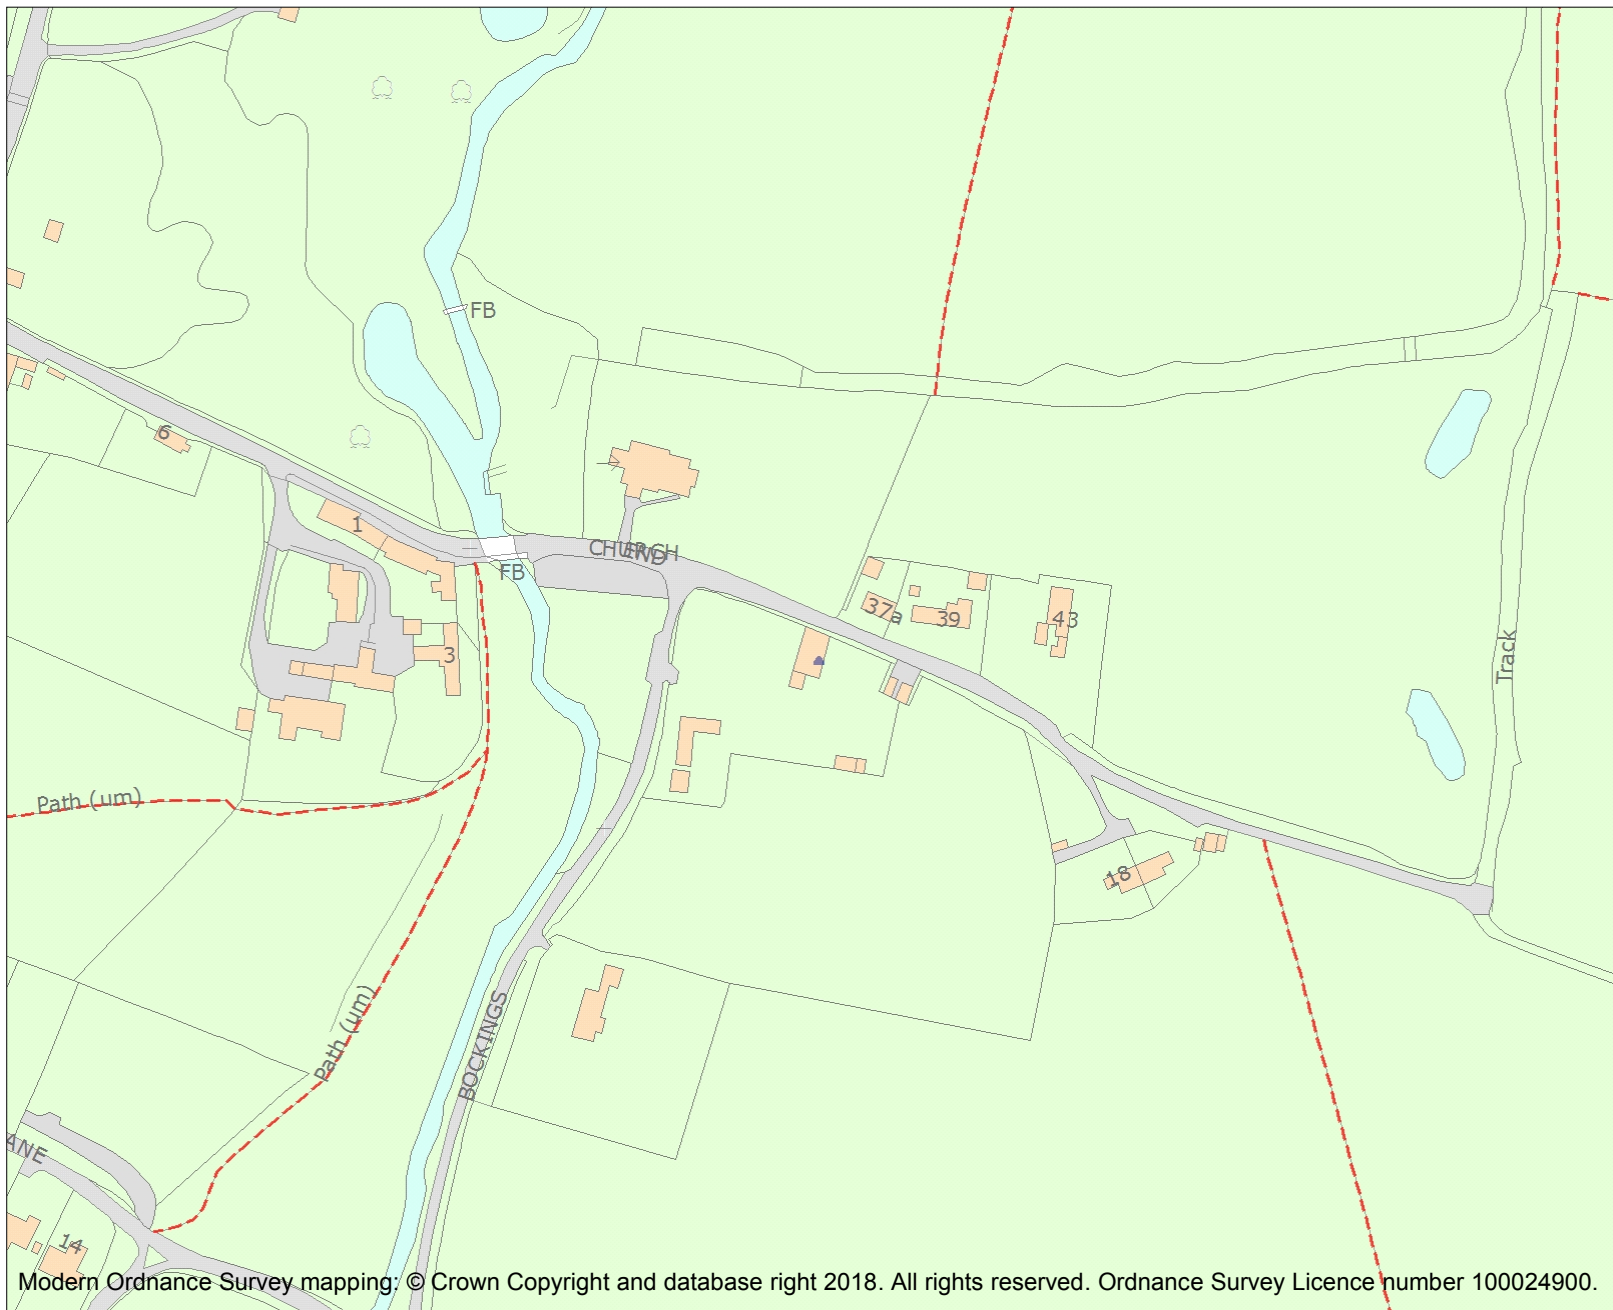 FB
6
1
CHURCH
END
FB
37a
39
43
3
Track
Path (um)
18
Path (um)
BOCKINGS
ANE
14
Modern Ordnance Survey mapping: © Crown Copyright and database right 2018. All rights reserved. Ordnance Survey Licence number 100024900.